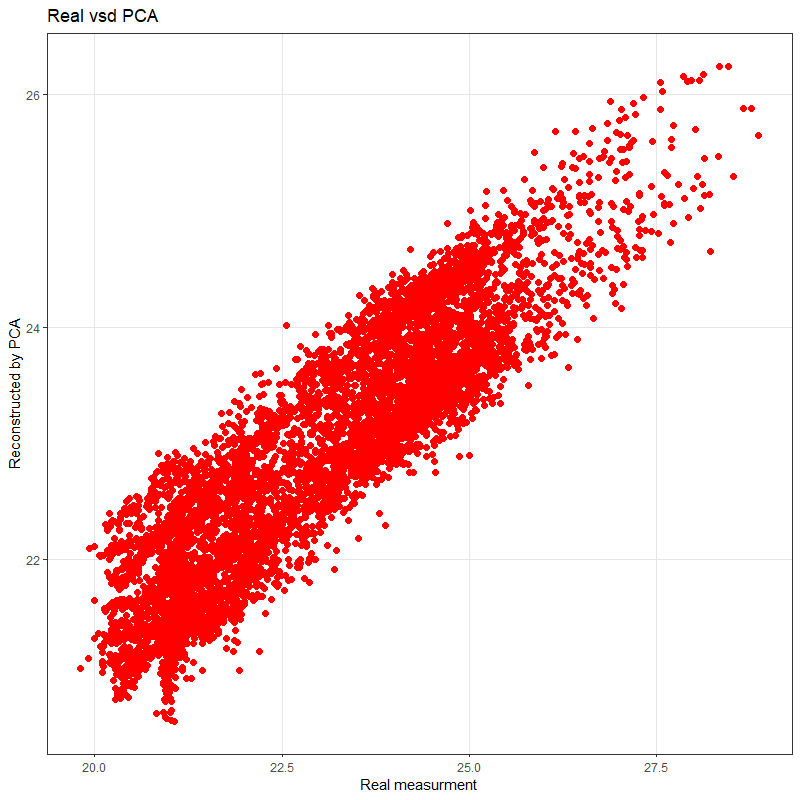 Real vsd PCA
26
24
22
Reconstructed by PCA
20.0
22.5
25.0
27.5
Real measurment